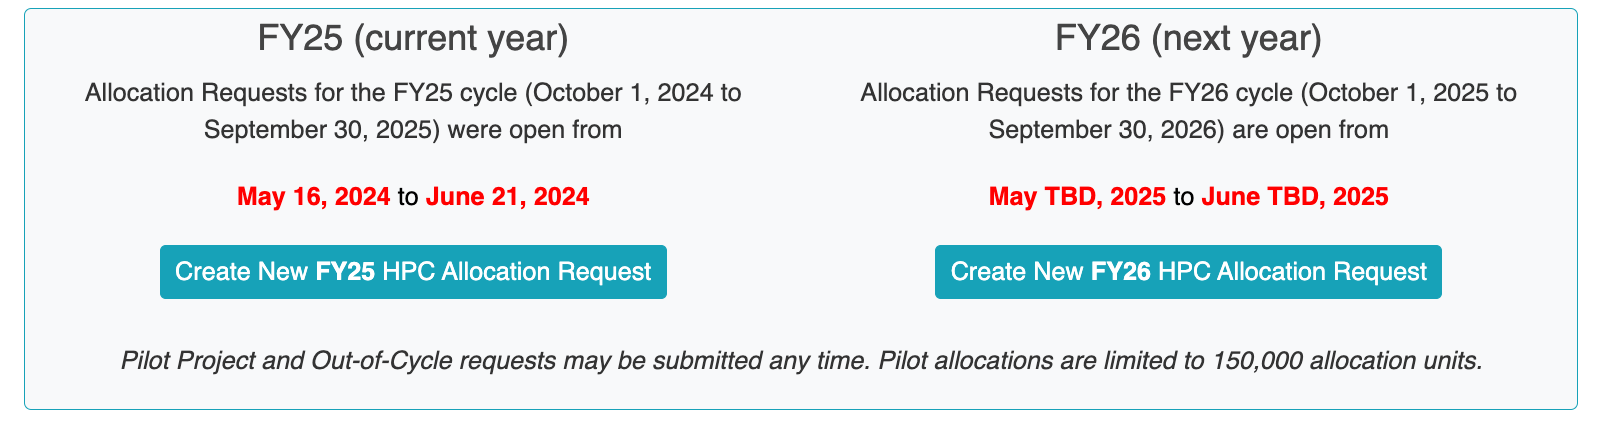 FY25 (current year)
Allocation Requests for the FY25 cycle (October 1, 2024 to
September 30, 2025) were open from
May 16, 2024 to June 21, 2024
Create New FY25 HPC Allocation Request
FY26 (next year)
Allocation Requests for the FY26 cycle (October 1, 2025 to
September 30, 2026) are open from
May TBD, 2025 to June TBD, 2025
Create New FY26 HPC Allocation Request
Pilot Project and Out-of-Cycle requests may be submitted any time. Pilot allocations are limited to 150,000 allocation units.